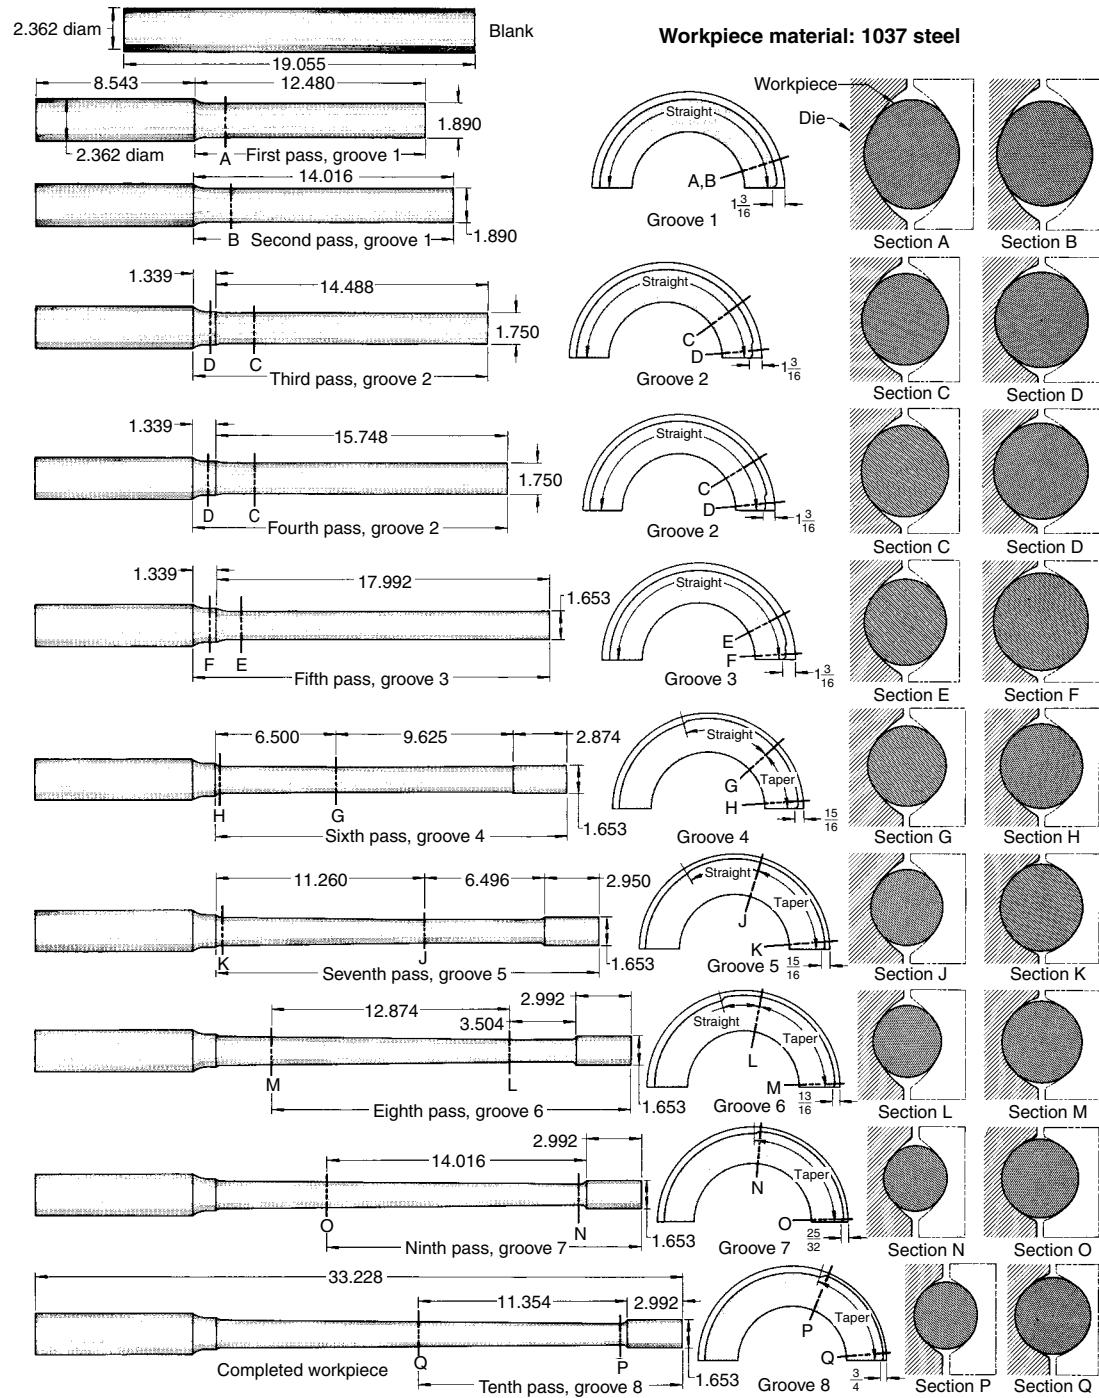 2.362 diam
Blank
Workpiece material: 1037 steel
19.055
8.543
12.480
1.890
2.362 diam
A
First pass, groove 1
Straight
A,B
1 3/16
Groove 1
Workpiece
Die
Section A
Section B
14.016
B
Second pass, groove 1
1.890
1.339
14.488
1.750
D
C
Third pass, groove 2
Straight
C
D
1 3/16
Groove 2
Section C
Section D
1.339
15.748
1.750
D
C
Fourth pass, groove 2
Straight
C
D
1 3/16
Groove 2
Section C
Section D
1.339
17.992
1.653
F
E
Fifth pass, groove 3
Straight
E
F
1 3/16
Groove 3
Section E
Section F
6.500
9.625
2.874
H
G
1.653
Sixth pass, groove 4
Straight
Taper
G
H
15/16
Groove 4
Section G
Section H
11.260
6.496
2.950
K
J
1.653
Seventh pass, groove 5
Straight
Taper
J
K
Groove 5
15/16
Section J
Section K
2.992
12.874
3.504
M
L
1.653
Eighth pass, groove 6
Straight
Taper
L
M
Groove 6
13/16
Section L
Section M
2.992
14.016
O
N
1.653
Ninth pass, groove 7
Taper
N
O
Groove 7
25/32
Section N
Section O
33.228
11.354
2.992
Completed workpiece
Q
P
1.653
Tenth pass, groove 8
Taper
P
Q
Groove 8
3/4
Section P
Section Q